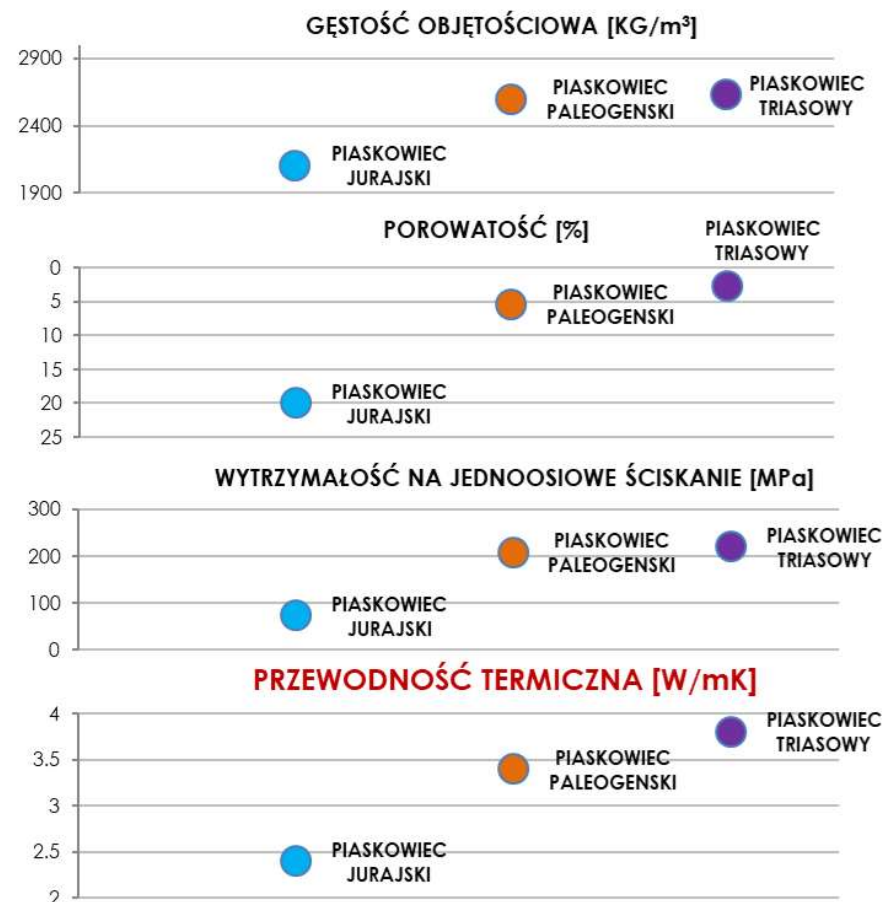 GĘSTOŚĆ OBJĘTOŚCIOWA [KG/m³]
2900
2400
1900
PIASKOWIEC
JURAJSKI
PIASKOWIEC
PALEOGENSKI
PIASKOWIEC
TRIASOWY
POROWATOŚĆ [%]
0
5
10
15
20
25
PIASKOWIEC
JURAJSKI
PIASKOWIEC
PALEOGENSKI
PIASKOWIEC
TRIASOWY
WYTRZYMAŁOŚĆ NA JEDNOOSIOWE ŚCISKANIE [MPa]
300
200
100
0
PIASKOWIEC
JURAJSKI
PIASKOWIEC
PALEOGENSKI
PIASKOWIEC
TRIASOWY
PRZEWODNOŚĆ TERMICZNA [W/mK]
4
3.5
3
2.5
2
PIASKOWIEC
JURAJSKI
PIASKOWIEC
PALEOGENSKI
PIASKOWIEC
TRIASOWY